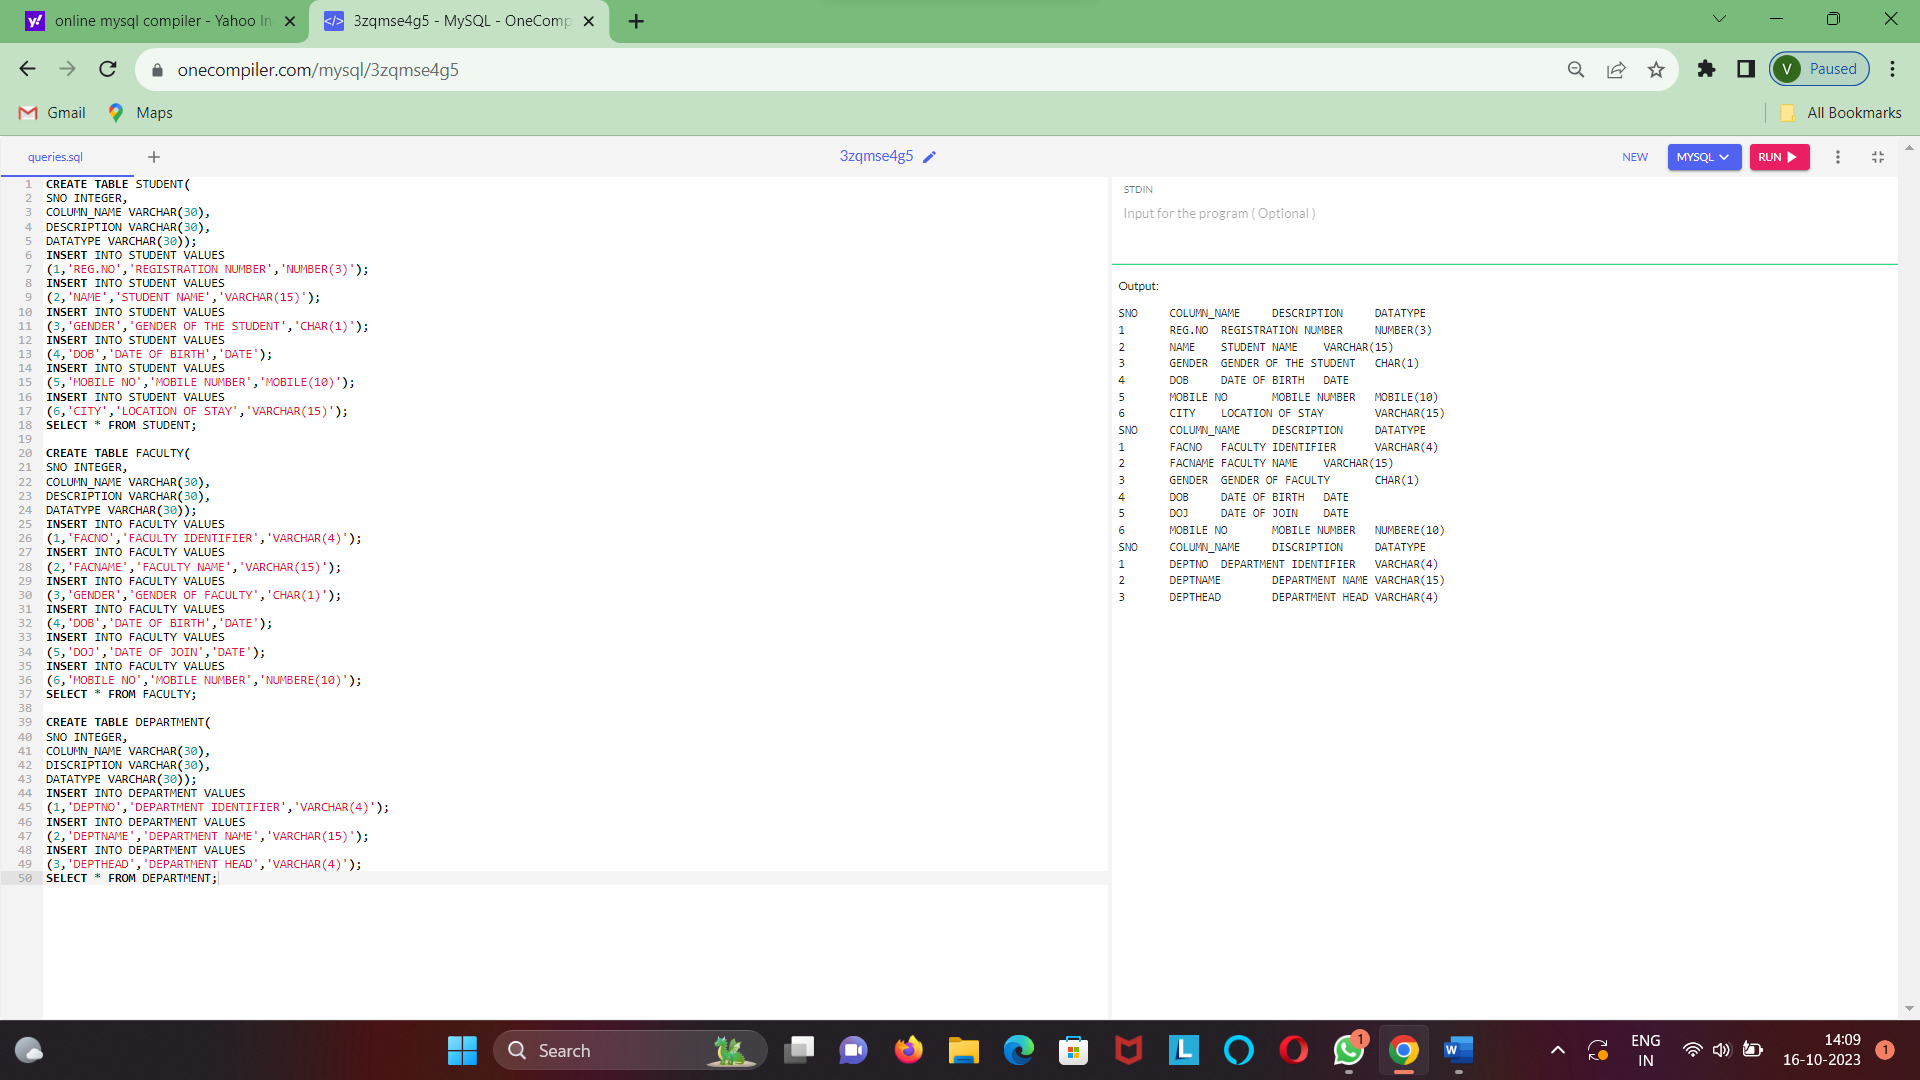 online mysql compiler - Yahoo In
3zqmse4g5 - MySQL - OneComp
onecompiler.com/mysql/3zqmse4g5
V Paused
Gmail Maps All Bookmarks
queries.sql
3zqmse4g5
NEW MYSQL RUN
1 CREATE TABLE STUDENT(
2 SNO INTEGER,
3 COLUMN_NAME VARCHAR(30),
4 DESCRIPTION VARCHAR(30),
5 DATATYPE VARCHAR(30));
6 INSERT INTO STUDENT VALUES
7 (1,'REG.NO','REGISTRATION NUMBER','NUMBER(3)');
8 INSERT INTO STUDENT VALUES
9 (2,'NAME','STUDENT NAME','VARCHAR(15)');
10 INSERT INTO STUDENT VALUES
11 (3,'GENDER','GENDER OF THE STUDENT','CHAR(1)');
12 INSERT INTO STUDENT VALUES
13 (4,'DOB','DATE OF BIRTH','DATE');
14 INSERT INTO STUDENT VALUES
15 (5,'MOBILE NO','MOBILE NUMBER','MOBILE(10)');
16 INSERT INTO STUDENT VALUES
17 (6,'CITY','LOCATION OF STAY','VARCHAR(15)');
18 SELECT * FROM STUDENT;
19
20 CREATE TABLE FACULTY(
21 SNO INTEGER,
22 COLUMN_NAME VARCHAR(30),
23 DESCRIPTION VARCHAR(30),
24 DATATYPE VARCHAR(30));
25 INSERT INTO FACULTY VALUES
26 (1,'FACNO','FACULTY IDENTIFIER','VARCHAR(4)');
27 INSERT INTO FACULTY VALUES
28 (2,'FACNAME','FACULTY NAME','VARCHAR(15)');
29 INSERT INTO FACULTY VALUES
30 (3,'GENDER','GENDER OF FACULTY','CHAR(1)');
31 INSERT INTO FACULTY VALUES
32 (4,'DOB','DATE OF BIRTH','DATE');
33 INSERT INTO FACULTY VALUES
34 (5,'DOJ','DATE OF JOIN','DATE');
35 INSERT INTO FACULTY VALUES
36 (6,'MOBILE NO','MOBILE NUMBER','NUMBERE(10)');
37 SELECT * FROM FACULTY;
38
39 CREATE TABLE DEPARTMENT(
40 SNO INTEGER,
41 COLUMN_NAME VARCHAR(30),
42 DISCRIPTION VARCHAR(30),
43 DATATYPE VARCHAR(30));
44 INSERT INTO DEPARTMENT VALUES
45 (1,'DEPTNO','DEPARTMENT IDENTIFIER','VARCHAR(4)');
46 INSERT INTO DEPARTMENT VALUES
47 (2,'DEPTNAME','DEPARTMENT NAME','VARCHAR(15)');
48 INSERT INTO DEPARTMENT VALUES
49 (3,'DEPTHEAD','DEPARTMENT HEAD','VARCHAR(4)');
50 SELECT * FROM DEPARTMENT;
STDIN
Input for the program ( Optional )
Output:
SNO COLUMN_NAME DESCRIPTION DATATYPE
1 REG.NO REGISTRATION NUMBER NUMBER(3)
2 NAME STUDENT NAME VARCHAR(15)
3 GENDER GENDER OF THE STUDENT CHAR(1)
4 DOB DATE OF BIRTH DATE
5 MOBILE NO MOBILE NUMBER MOBILE(10)
6 CITY LOCATION OF STAY VARCHAR(15)
SNO COLUMN_NAME DESCRIPTION DATATYPE
1 FACNO FACULTY IDENTIFIER VARCHAR(4)
2 FACNAME FACULTY NAME VARCHAR(15)
3 GENDER GENDER OF FACULTY CHAR(1)
4 DOB DATE OF BIRTH DATE
5 DOJ DATE OF JOIN DATE
6 MOBILE NO MOBILE NUMBER NUMBERE(10)
SNO COLUMN_NAME DISCRIPTION DATATYPE
1 DEPTNO DEPARTMENT IDENTIFIER VARCHAR(4)
2 DEPTNAME DEPARTMENT NAME VARCHAR(15)
3 DEPTHEAD DEPARTMENT HEAD VARCHAR(4)
Search
1
ENG
IN
14:09
16-10-2023
1